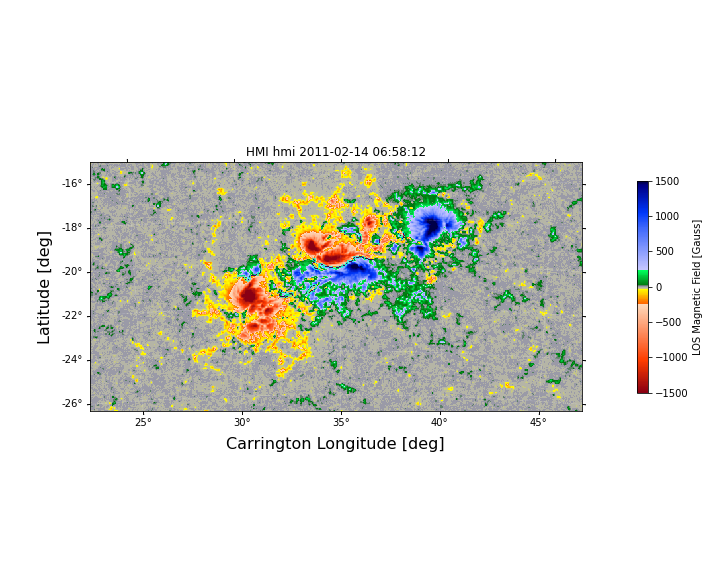 HMI hmi 2011-02-14 06:58:12
-16°
-18°
-20°
-22°
-24°
-26°
Latitude [deg]
25° 30° 35° 40° 45°
Carrington Longitude [deg]
1500
1000
500
0
−500
−1000
−1500
LOS Magnetic Field [Gauss]